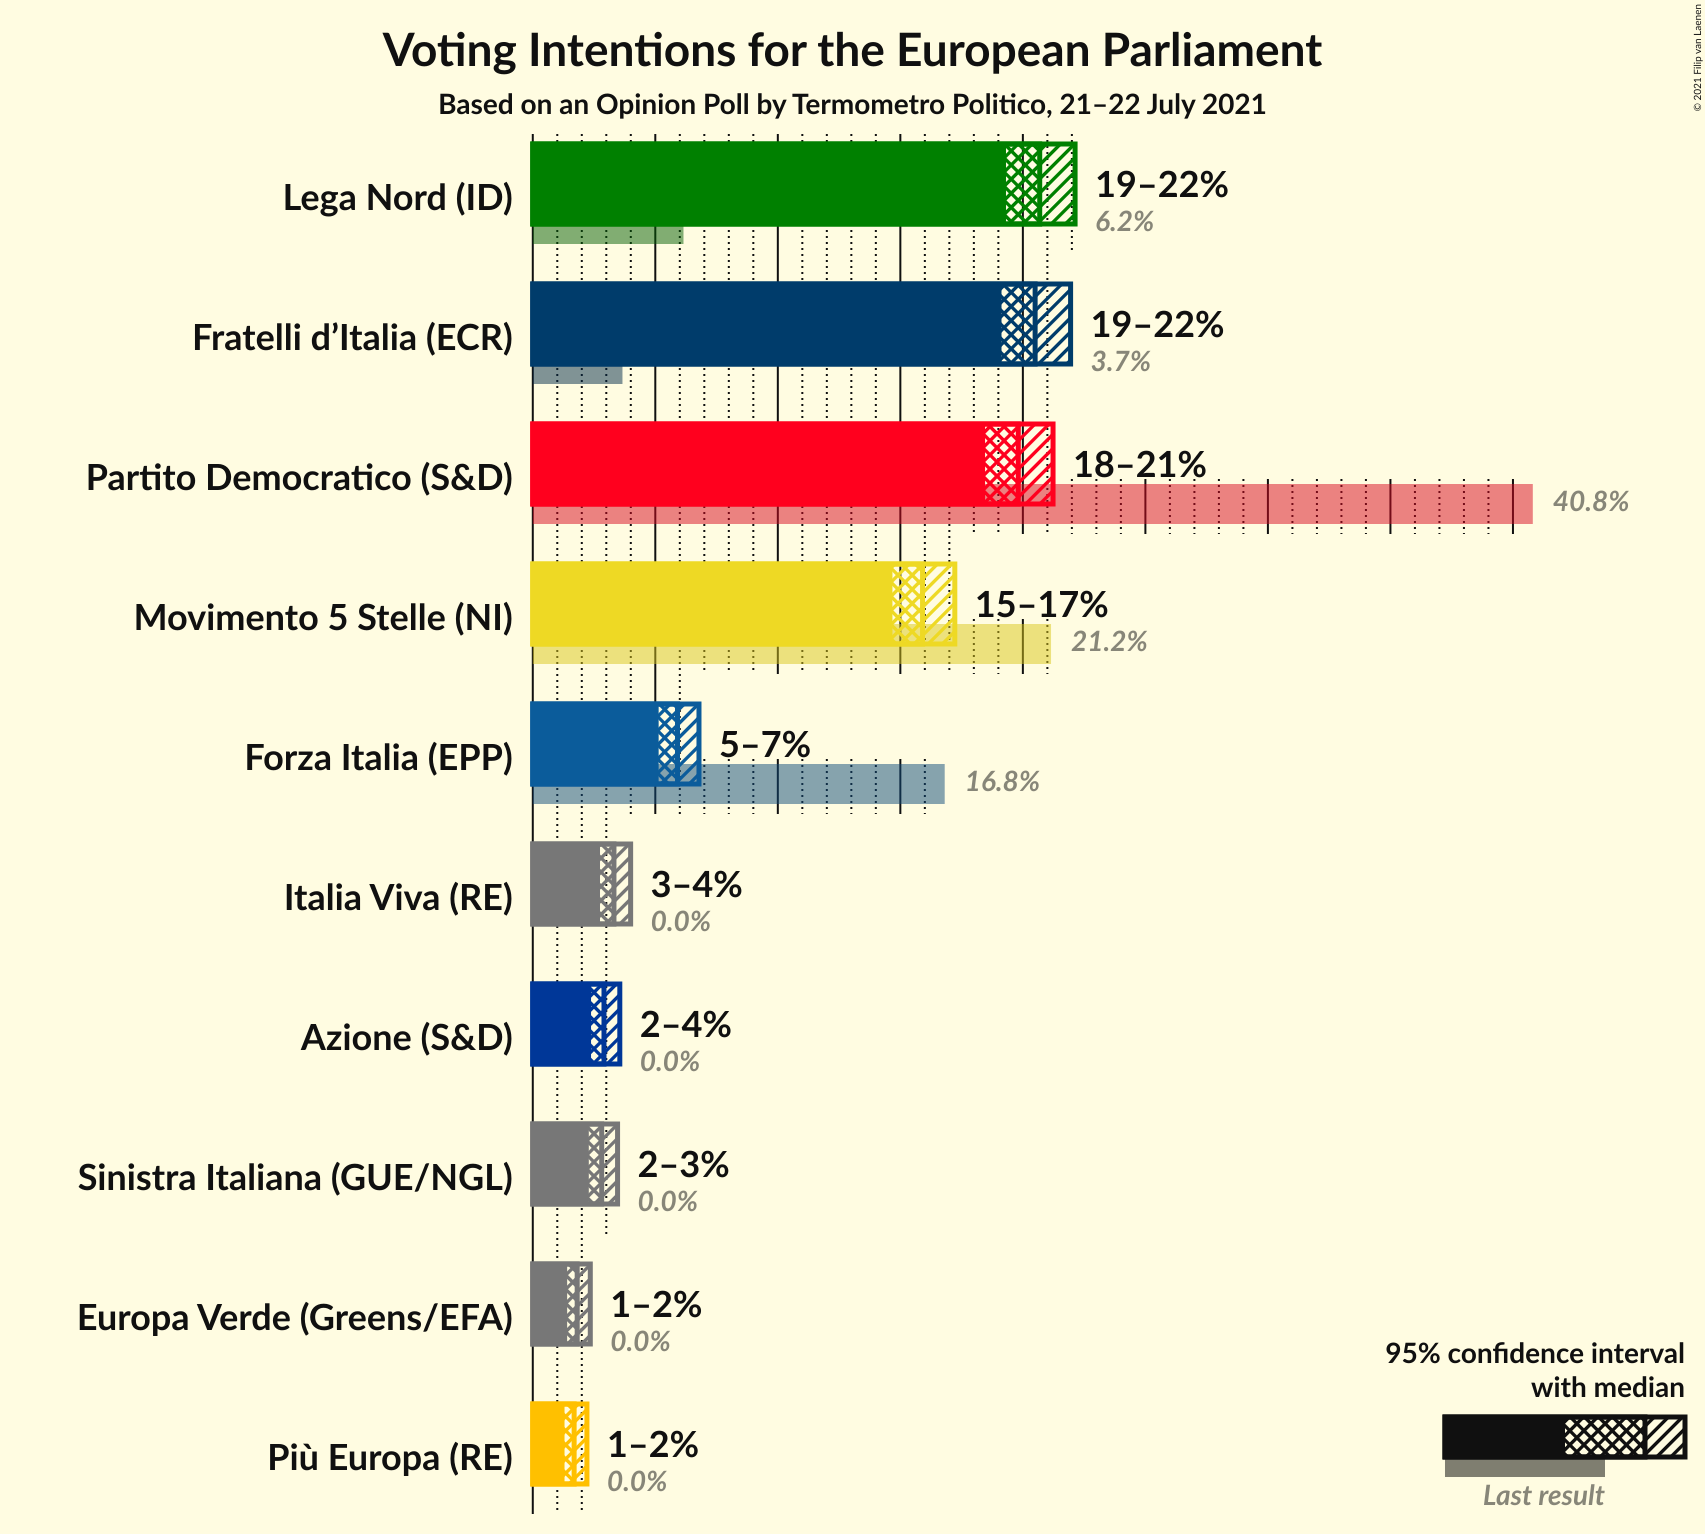 Voting Intentions for the European Parliament
Based on an Opinion Poll by Termometro Politico, 21–22 July 2021
© 2021 Filip van Laenen
Lega Nord (ID)
19–22%
6.2%
Fratelli d’Italia (ECR)
19–22%
3.7%
Partito Democratico (S&D)
18–21%
40.8%
Movimento 5 Stelle (NI)
15–17%
21.2%
Forza Italia (EPP)
5–7%
16.8%
Italia Viva (RE)
3–4%
0.0%
Azione (S&D)
2–4%
0.0%
Sinistra Italiana (GUE/NGL)
2–3%
0.0%
Europa Verde (Greens/EFA)
1–2%
0.0%
Più Europa (RE)
1–2%
0.0%
95% confidence interval
with median
Last result